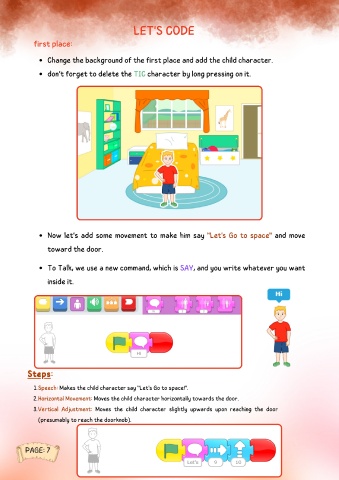 LET'S CODE
first place:
• Change the background of the first place and add the child character.
• don't forget to delete the TIC character by long pressing on it.
• Now let's add some movement to make him say "Let's Go to space" and move
toward the door.
• To Talk, we use a new command, which is SAY, and you write whatever you want
inside it.
Hi
Hi
Steps:
1.Speech: Makes the child character say "Let's Go to space!".
2.Horizontal Movement: Moves the child character horizontally towards the door.
3.Vertical Adjustment: Moves the child character slightly upwards upon reaching the door
(presumably to reach the doorknob).
PAGE: 7
Let's